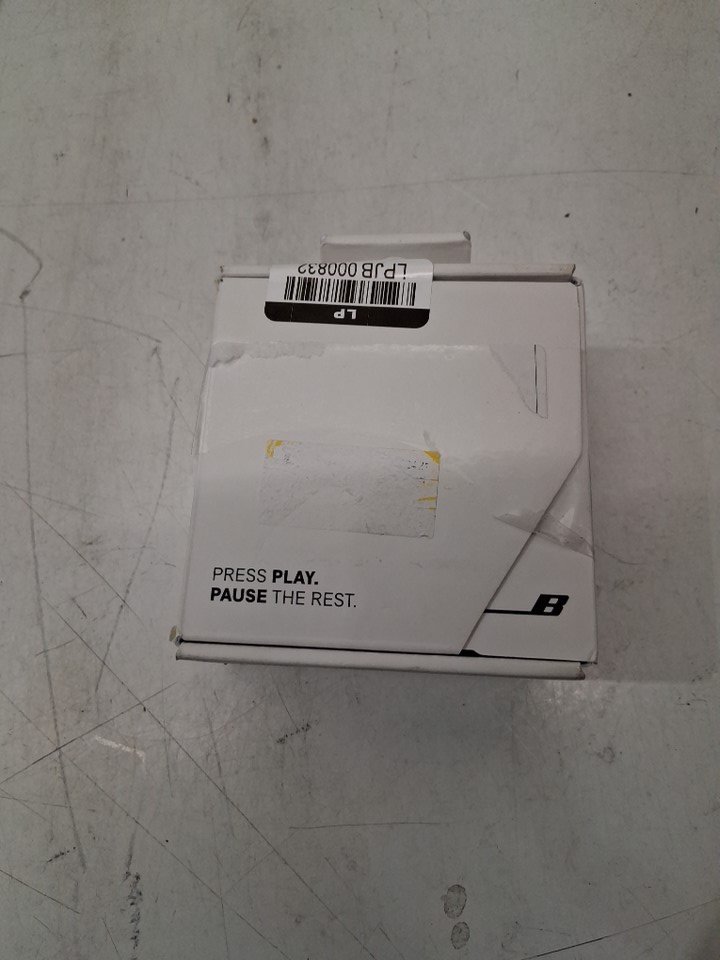 LPJB 000832
LP
PRESS PLAY.
PAUSE THE REST.
B